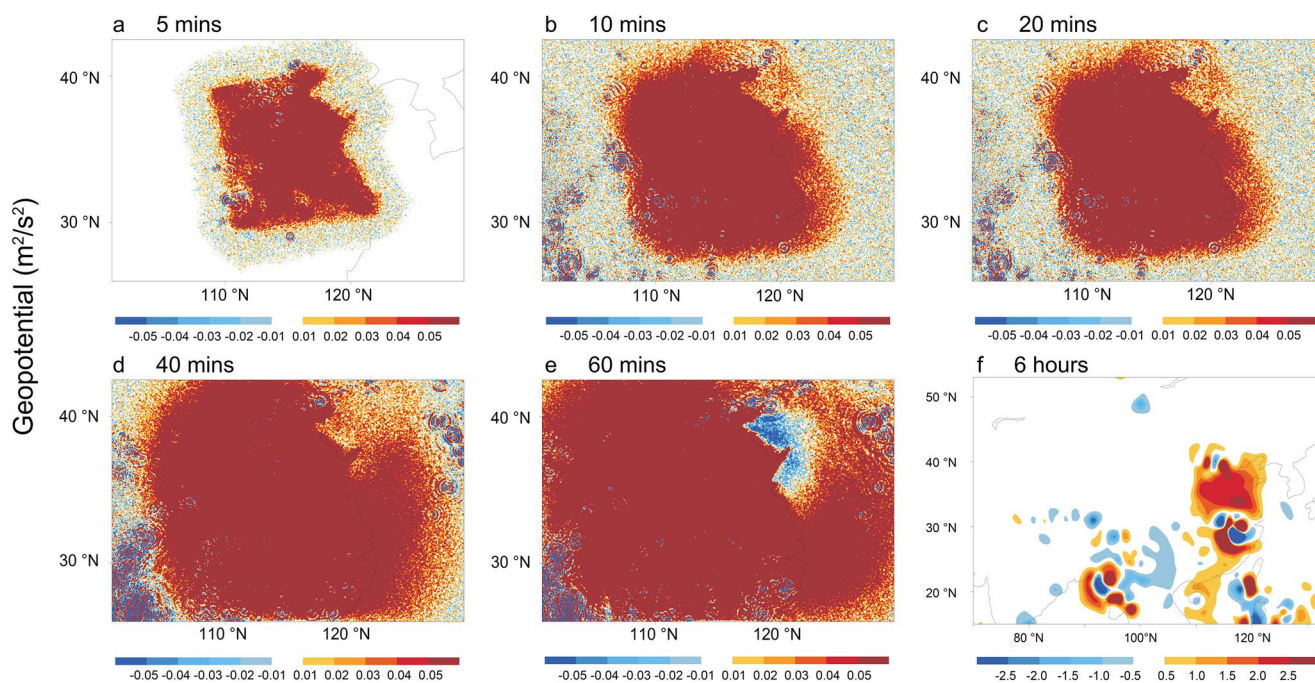 a 5 mins
b 10 mins
c 20 mins
40 °N
30 °N
110 °N 120 °N
40 °N
30 °N
110 °N 120 °N
40 °N
30 °N
110 °N 120 °N
Geopotential (m²/s²)
-0.05 -0.04 -0.03 -0.02 -0.01 0.01 0.02 0.03 0.04 0.05
-0.05 -0.04 -0.03 -0.02 -0.01 0.01 0.02 0.03 0.04 0.05
-0.05 -0.04 -0.03 -0.02 -0.01 0.01 0.02 0.03 0.04 0.05
d 40 mins
e 60 mins
f 6 hours
40 °N
30 °N
110 °N 120 °N
40 °N
30 °N
110 °N 120 °N
50 °N
40 °N
30 °N
20 °N
80 °N 100°N 120 °N
-0.05 -0.04 -0.03 -0.02 -0.01 0.01 0.02 0.03 0.04 0.05
-0.05 -0.04 -0.03 -0.02 -0.01 0.01 0.02 0.03 0.04 0.05
-2.5 -2.0 -1.5 -1.0 -0.5 0.5 1.0 1.5 2.0 2.5